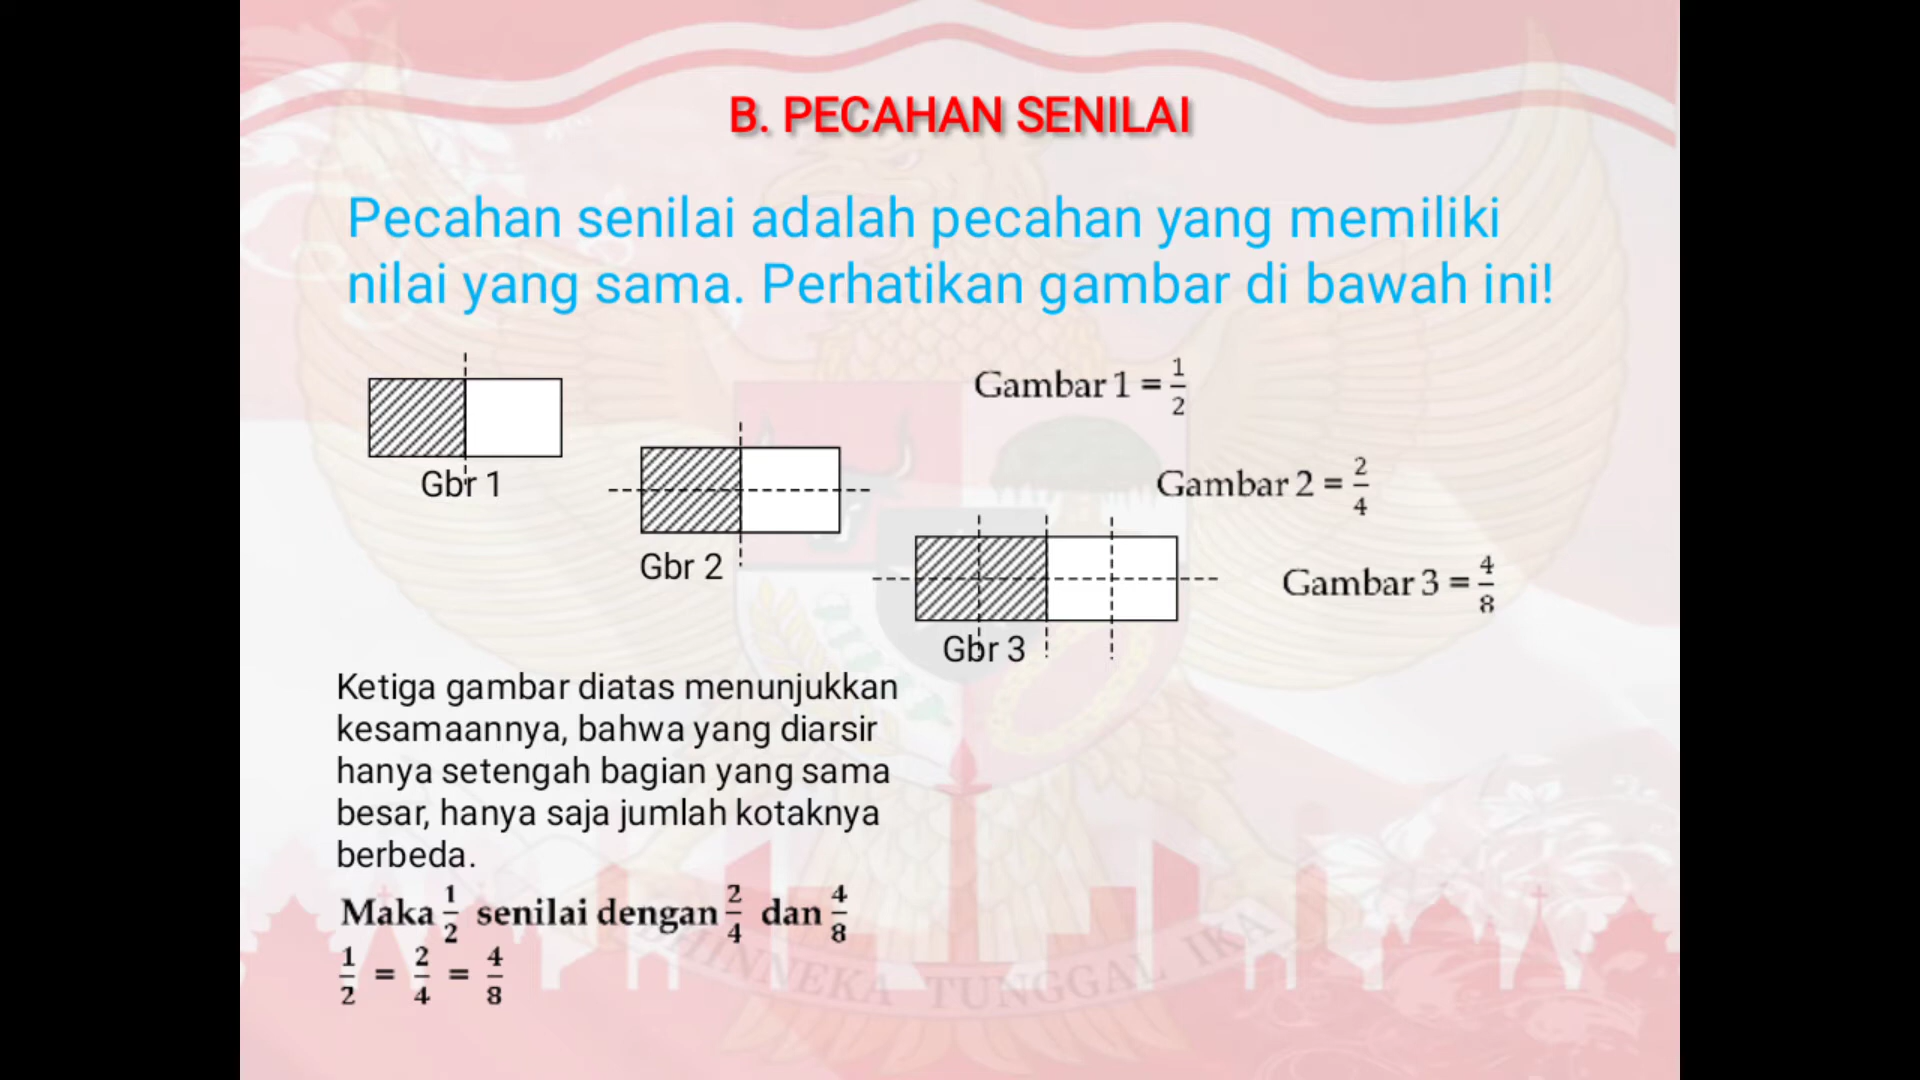 B. PECAHAN SENILAI
Pecahan senilai adalah pecahan yang memiliki
nilai yang sama. Perhatikan gambar di bawah ini!
Gbr 1
Gbr 2
Gbr 3
Gambar 1 = 1/2
Gambar 2 = 2/4
Gambar 3 = 4/8
Ketiga gambar diatas menunjukkan
kesamaannya, bahwa yang diarsir
hanya setengah bagian yang sama
besar, hanya saja jumlah kotaknya
berbeda.
Maka 1/2 senilai dengan 2/4 dan 4/8
1/2 = 2/4 = 4/8
BHINNEKA TUNGGAL IKA